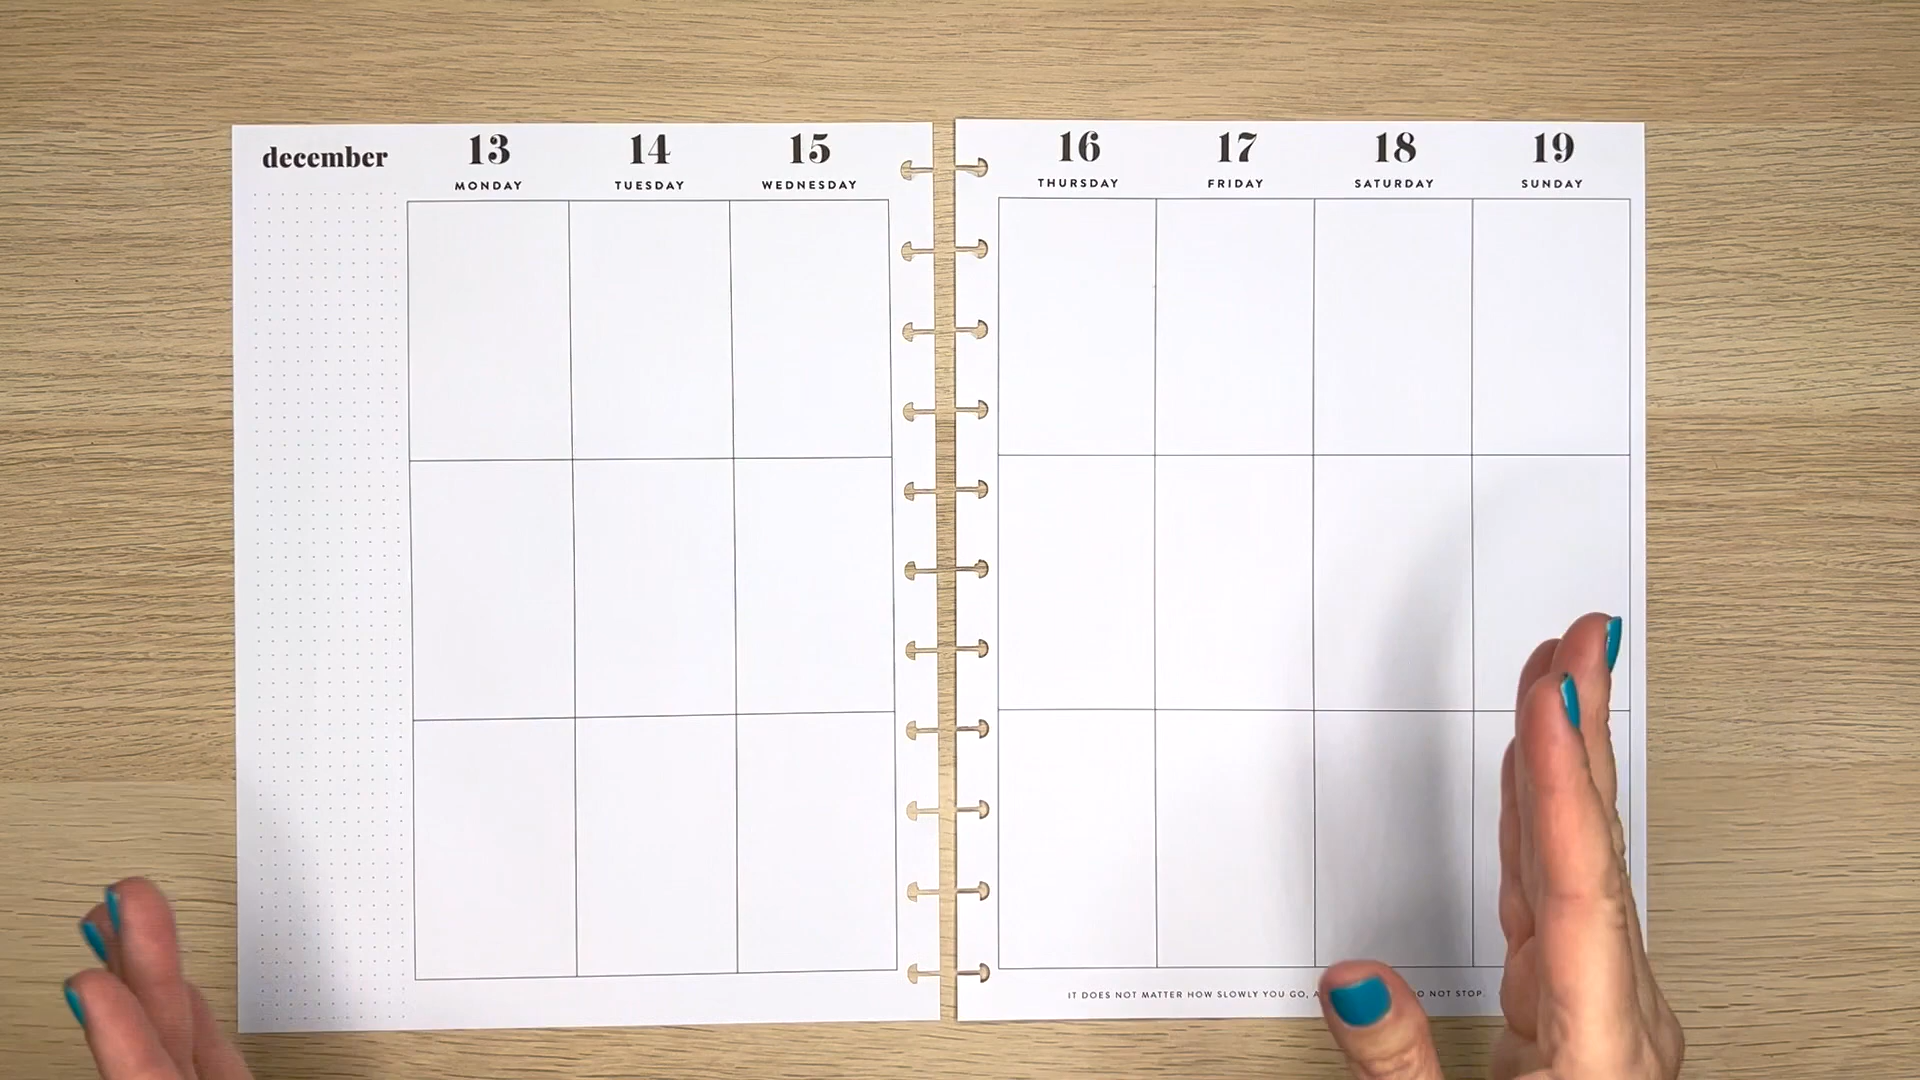 december
13 14 15 16 17 18 19
MONDAY TUESDAY WEDNESDAY THURSDAY FRIDAY SATURDAY SUNDAY
IT DOES NOT MATTER HOW SLOWLY YOU GO, NOT STOP.